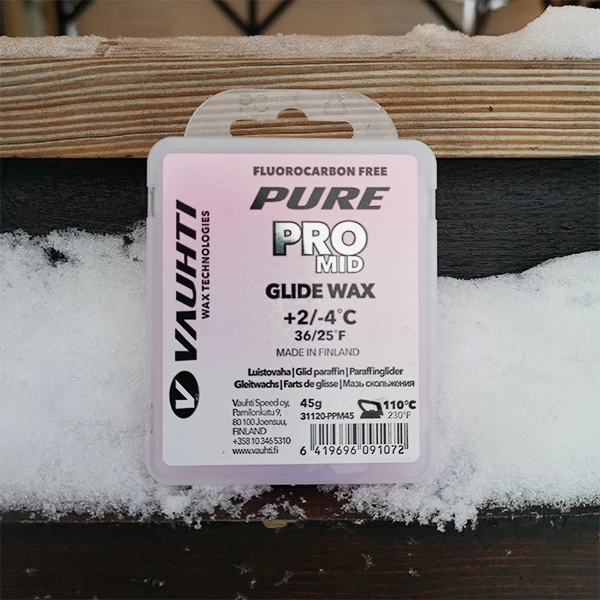 FLUOROCARBON FREE
PURE
PRO
MID
GLIDE WAX
+2/-4°C
36/25°F
MADE IN FINLAND
Luistovaha | Glid paraffin | Paraffinglider
Gleitwachs | Farts de glisse | Мазь скольжения
Vauhti Speed oy,
Pamilonkatu 9,
80 100 Joensuu,
FINLAND
+358 10 346 5310
www.vauhti.fi
45g
31120-PPM45
110°C
230°F
6 419696 091072
VAUHTI
WAX TECHNOLOGIES